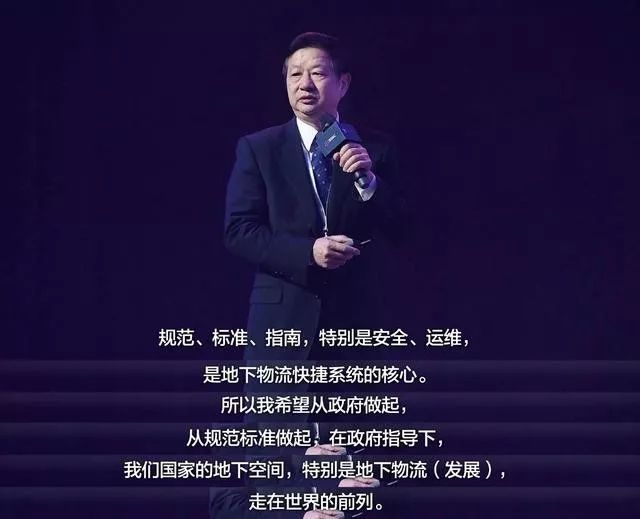 规范、标准、指南，特别是安全、运维，
是地下物流快捷系统的核心。
所以我希望从政府做起，
从规范标准做起，在政府指导下，
我们国家的地下空间，特别是地下物流（发展），
走在世界的前列。